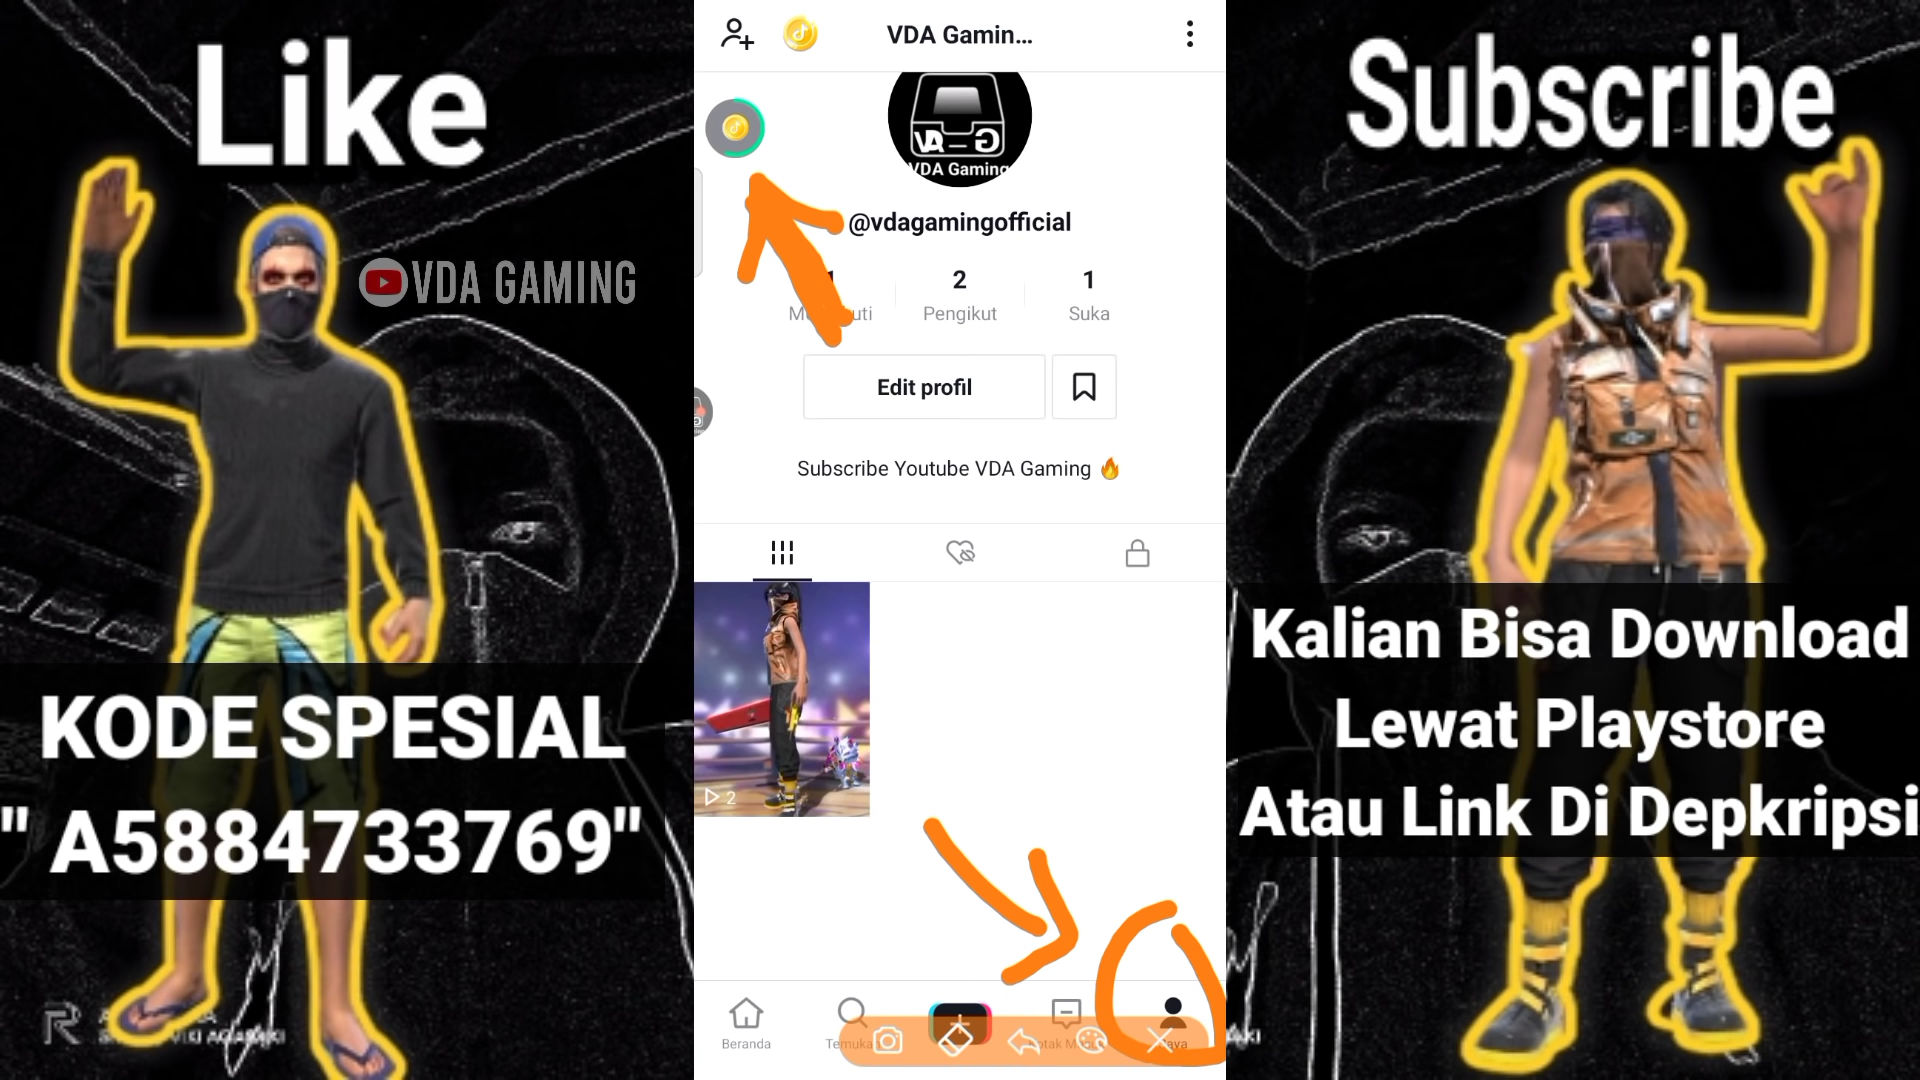 Like
VDA GAMING
KODE SPESIAL
" A5884733769"
VDA Gamin...
VDA Gaming
@vdagamingofficial
2
1
Pengikut
Suka
Edit profil
Subscribe Youtube VDA Gaming 🔥
2
Beranda
Subscribe
Kalian Bisa Download
Lewat Playstore
Atau Link Di Depkripsi